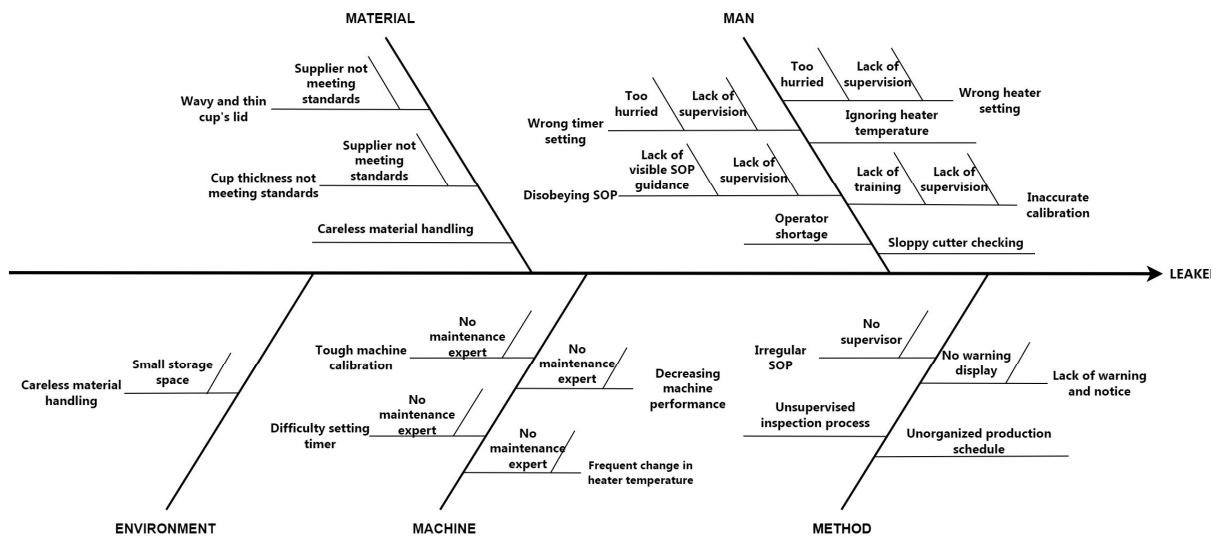 MATERIAL
MAN
Supplier not
meeting
standards
Wavy and thin
cup's lid
Supplier not
meeting
standards
Cup thickness not
meeting standards
Careless material handling
Too
hurried
Lack of
supervision
Wrong timer
setting
Lack of
visible SOP
guidance
Lack of
supervision
Disobeying SOP
Operator
shortage
Too
hurried
Lack of
supervision
Wrong heater
setting
Ignoring heater
temperature
Lack of
training
Lack of
supervision
Inaccurate
calibration
Sloppy cutter checking
LEAKE
Small storage
space
Careless material
handling
No
maintenance
expert
Tough machine
calibration
No
maintenance
expert
Decreasing
machine
performance
No
maintenance
expert
Difficulty setting
timer
No
maintenance
expert
Frequent change in
heater temperature
No
supervisor
Irregular
SOP
No warning
display
Lack of warning
and notice
Unsupervised
inspection process
Unorganized production
schedule
ENVIRONMENT
MACHINE
METHOD